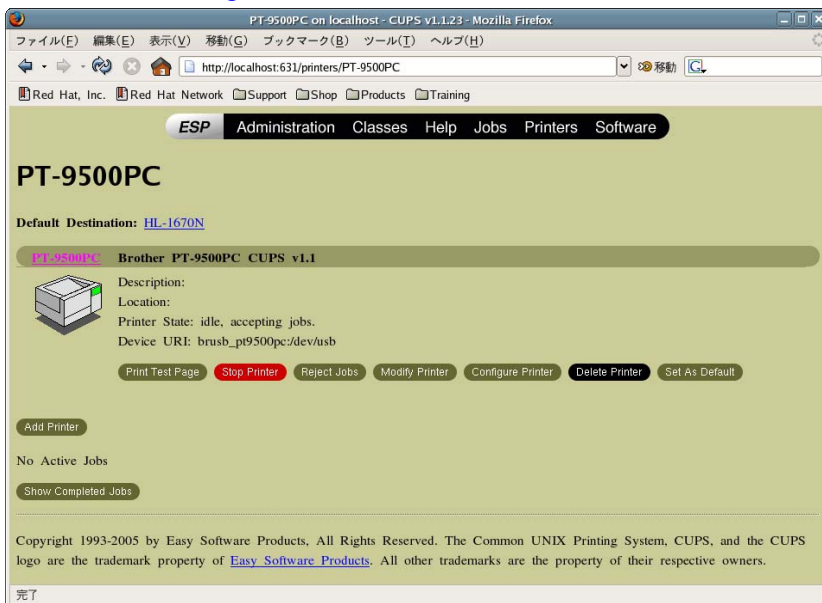 PT-9500PC on localhost - CUPS v1.1.23 - Mozilla Firefox
ファイル(F) 編集(E) 表示(V) 移動(G) ブックマーク(B) ツール(T) ヘルプ(H)
http://localhost:631/printers/PT-9500PC 移動 G
Red Hat, Inc. Red Hat Network Support Shop Products Training
ESP Administration Classes Help Jobs Printers Software
PT-9500PC
Default Destination: HL-1670N
PT-9500PC Brother PT-9500PC CUPS v1.1
Description:
Location:
Printer State: idle, accepting jobs.
Device URI: brusb_pt9500pc:/dev/usb
Print Test Page Stop Printer Reject Jobs Modify Printer Configure Printer Delete Printer Set As Default
Add Printer
No Active Jobs
Show Completed Jobs
Copyright 1993-2005 by Easy Software Products, All Rights Reserved. The Common UNIX Printing System, CUPS, and the CUPS
logo are the trademark property of Easy Software Products. All other trademarks are the property of their respective owners.
完了